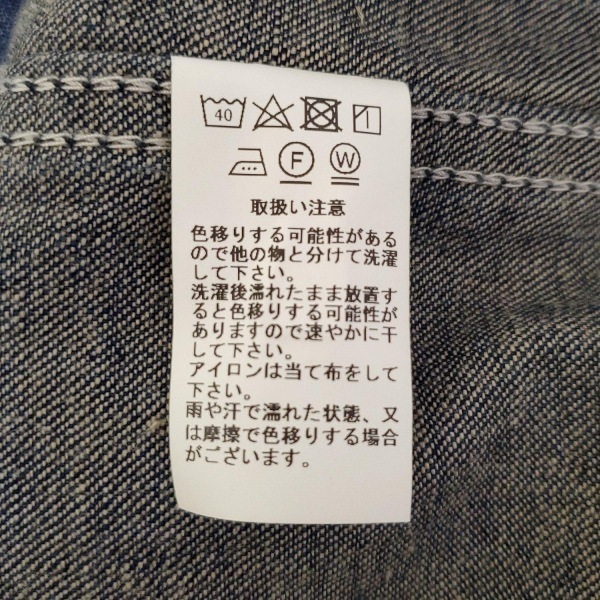 40
F W
取扱い注意
色移りする可能性がある
ので他の物と分けて洗濯
して下さい。
洗濯後濡れたまま放置す
ると色移りする可能性が
ありますので速やかに干
して下さい。
アイロンは当て布をして
下さい。
雨や汗で濡れた状態、又
は摩擦で色移りする場合
がございます。